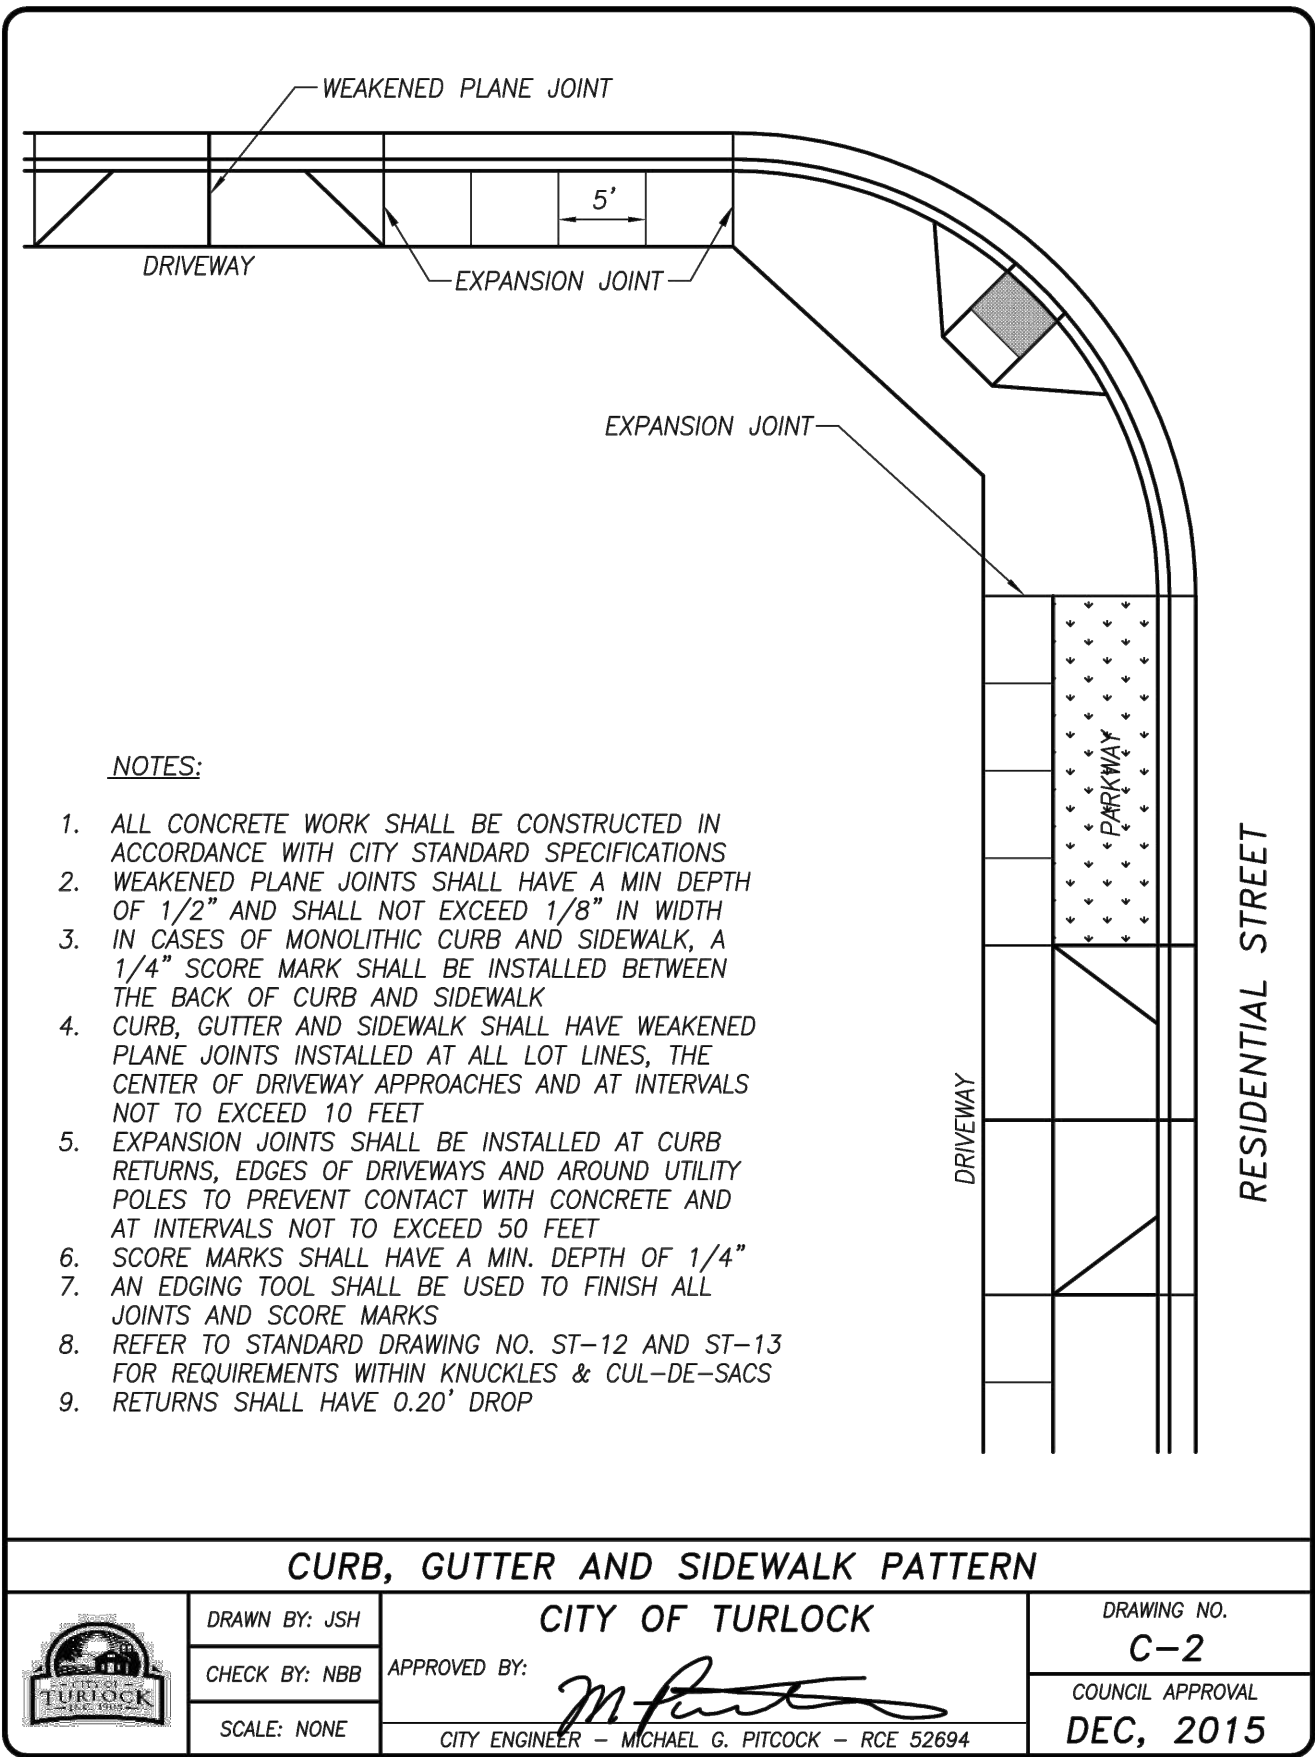 WEAKENED PLANE JOINT
5'
DRIVEWAY
EXPANSION JOINT
EXPANSION JOINT
PARKWAY
DRIVEWAY
RESIDENTIAL STREET
NOTES:
1. ALL CONCRETE WORK SHALL BE CONSTRUCTED IN
ACCORDANCE WITH CITY STANDARD SPECIFICATIONS
2. WEAKENED PLANE JOINTS SHALL HAVE A MIN DEPTH
OF 1/2" AND SHALL NOT EXCEED 1/8" IN WIDTH
3. IN CASES OF MONOLITHIC CURB AND SIDEWALK, A
1/4" SCORE MARK SHALL BE INSTALLED BETWEEN
THE BACK OF CURB AND SIDEWALK
4. CURB, GUTTER AND SIDEWALK SHALL HAVE WEAKENED
PLANE JOINTS INSTALLED AT ALL LOT LINES, THE
CENTER OF DRIVEWAY APPROACHES AND AT INTERVALS
NOT TO EXCEED 10 FEET
5. EXPANSION JOINTS SHALL BE INSTALLED AT CURB
RETURNS, EDGES OF DRIVEWAYS AND AROUND UTILITY
POLES TO PREVENT CONTACT WITH CONCRETE AND
AT INTERVALS NOT TO EXCEED 50 FEET
6. SCORE MARKS SHALL HAVE A MIN. DEPTH OF 1/4"
7. AN EDGING TOOL SHALL BE USED TO FINISH ALL
JOINTS AND SCORE MARKS
8. REFER TO STANDARD DRAWING NO. ST-12 AND ST-13
FOR REQUIREMENTS WITHIN KNUCKLES & CUL-DE-SACS
9. RETURNS SHALL HAVE 0.20' DROP
CURB, GUTTER AND SIDEWALK PATTERN
CITY OF
TURLOCK
INC. 1908
DRAWN BY: JSH
CHECK BY: NBB
SCALE: NONE
CITY OF TURLOCK
APPROVED BY:
CITY ENGINEER - MICHAEL G. PITCOCK - RCE 52694
DRAWING NO.
C-2
COUNCIL APPROVAL
DEC, 2015